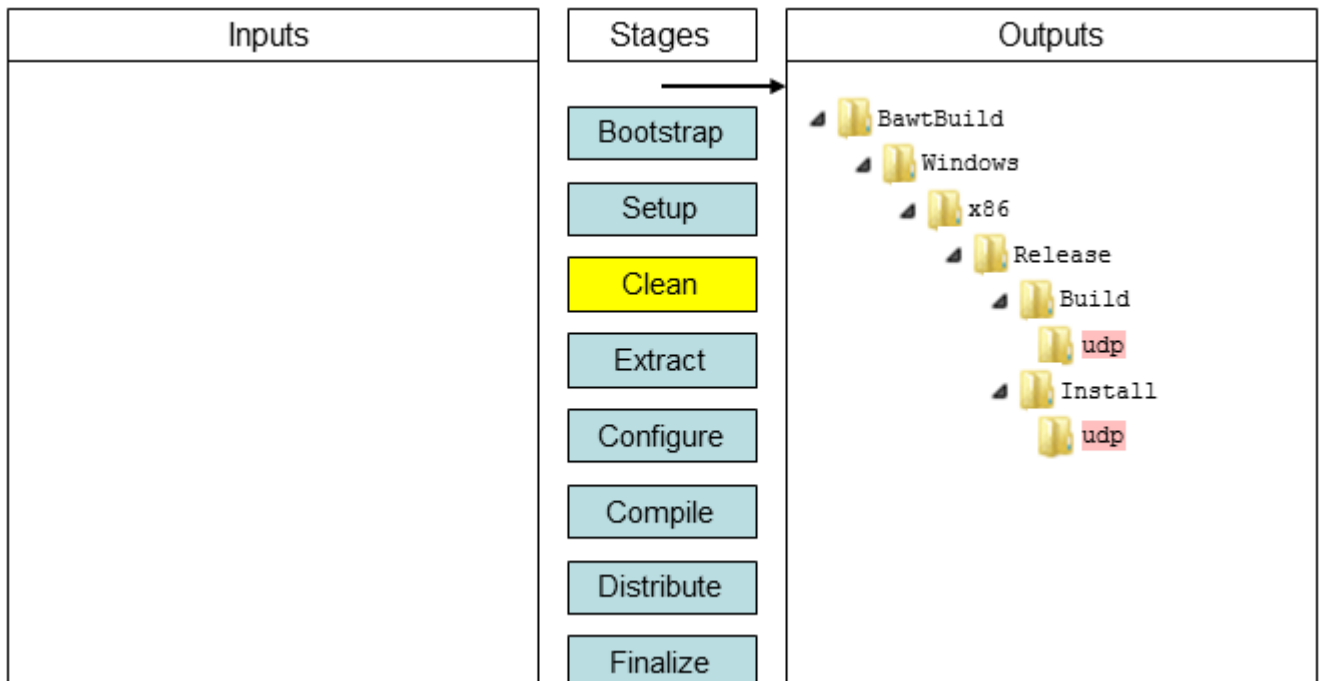 Inputs
Stages
Outputs
Bootstrap
Setup
Clean
Extract
Configure
Compile
Distribute
Finalize
BawtBuild
Windows
x86
Release
Build
udp
Install
udp